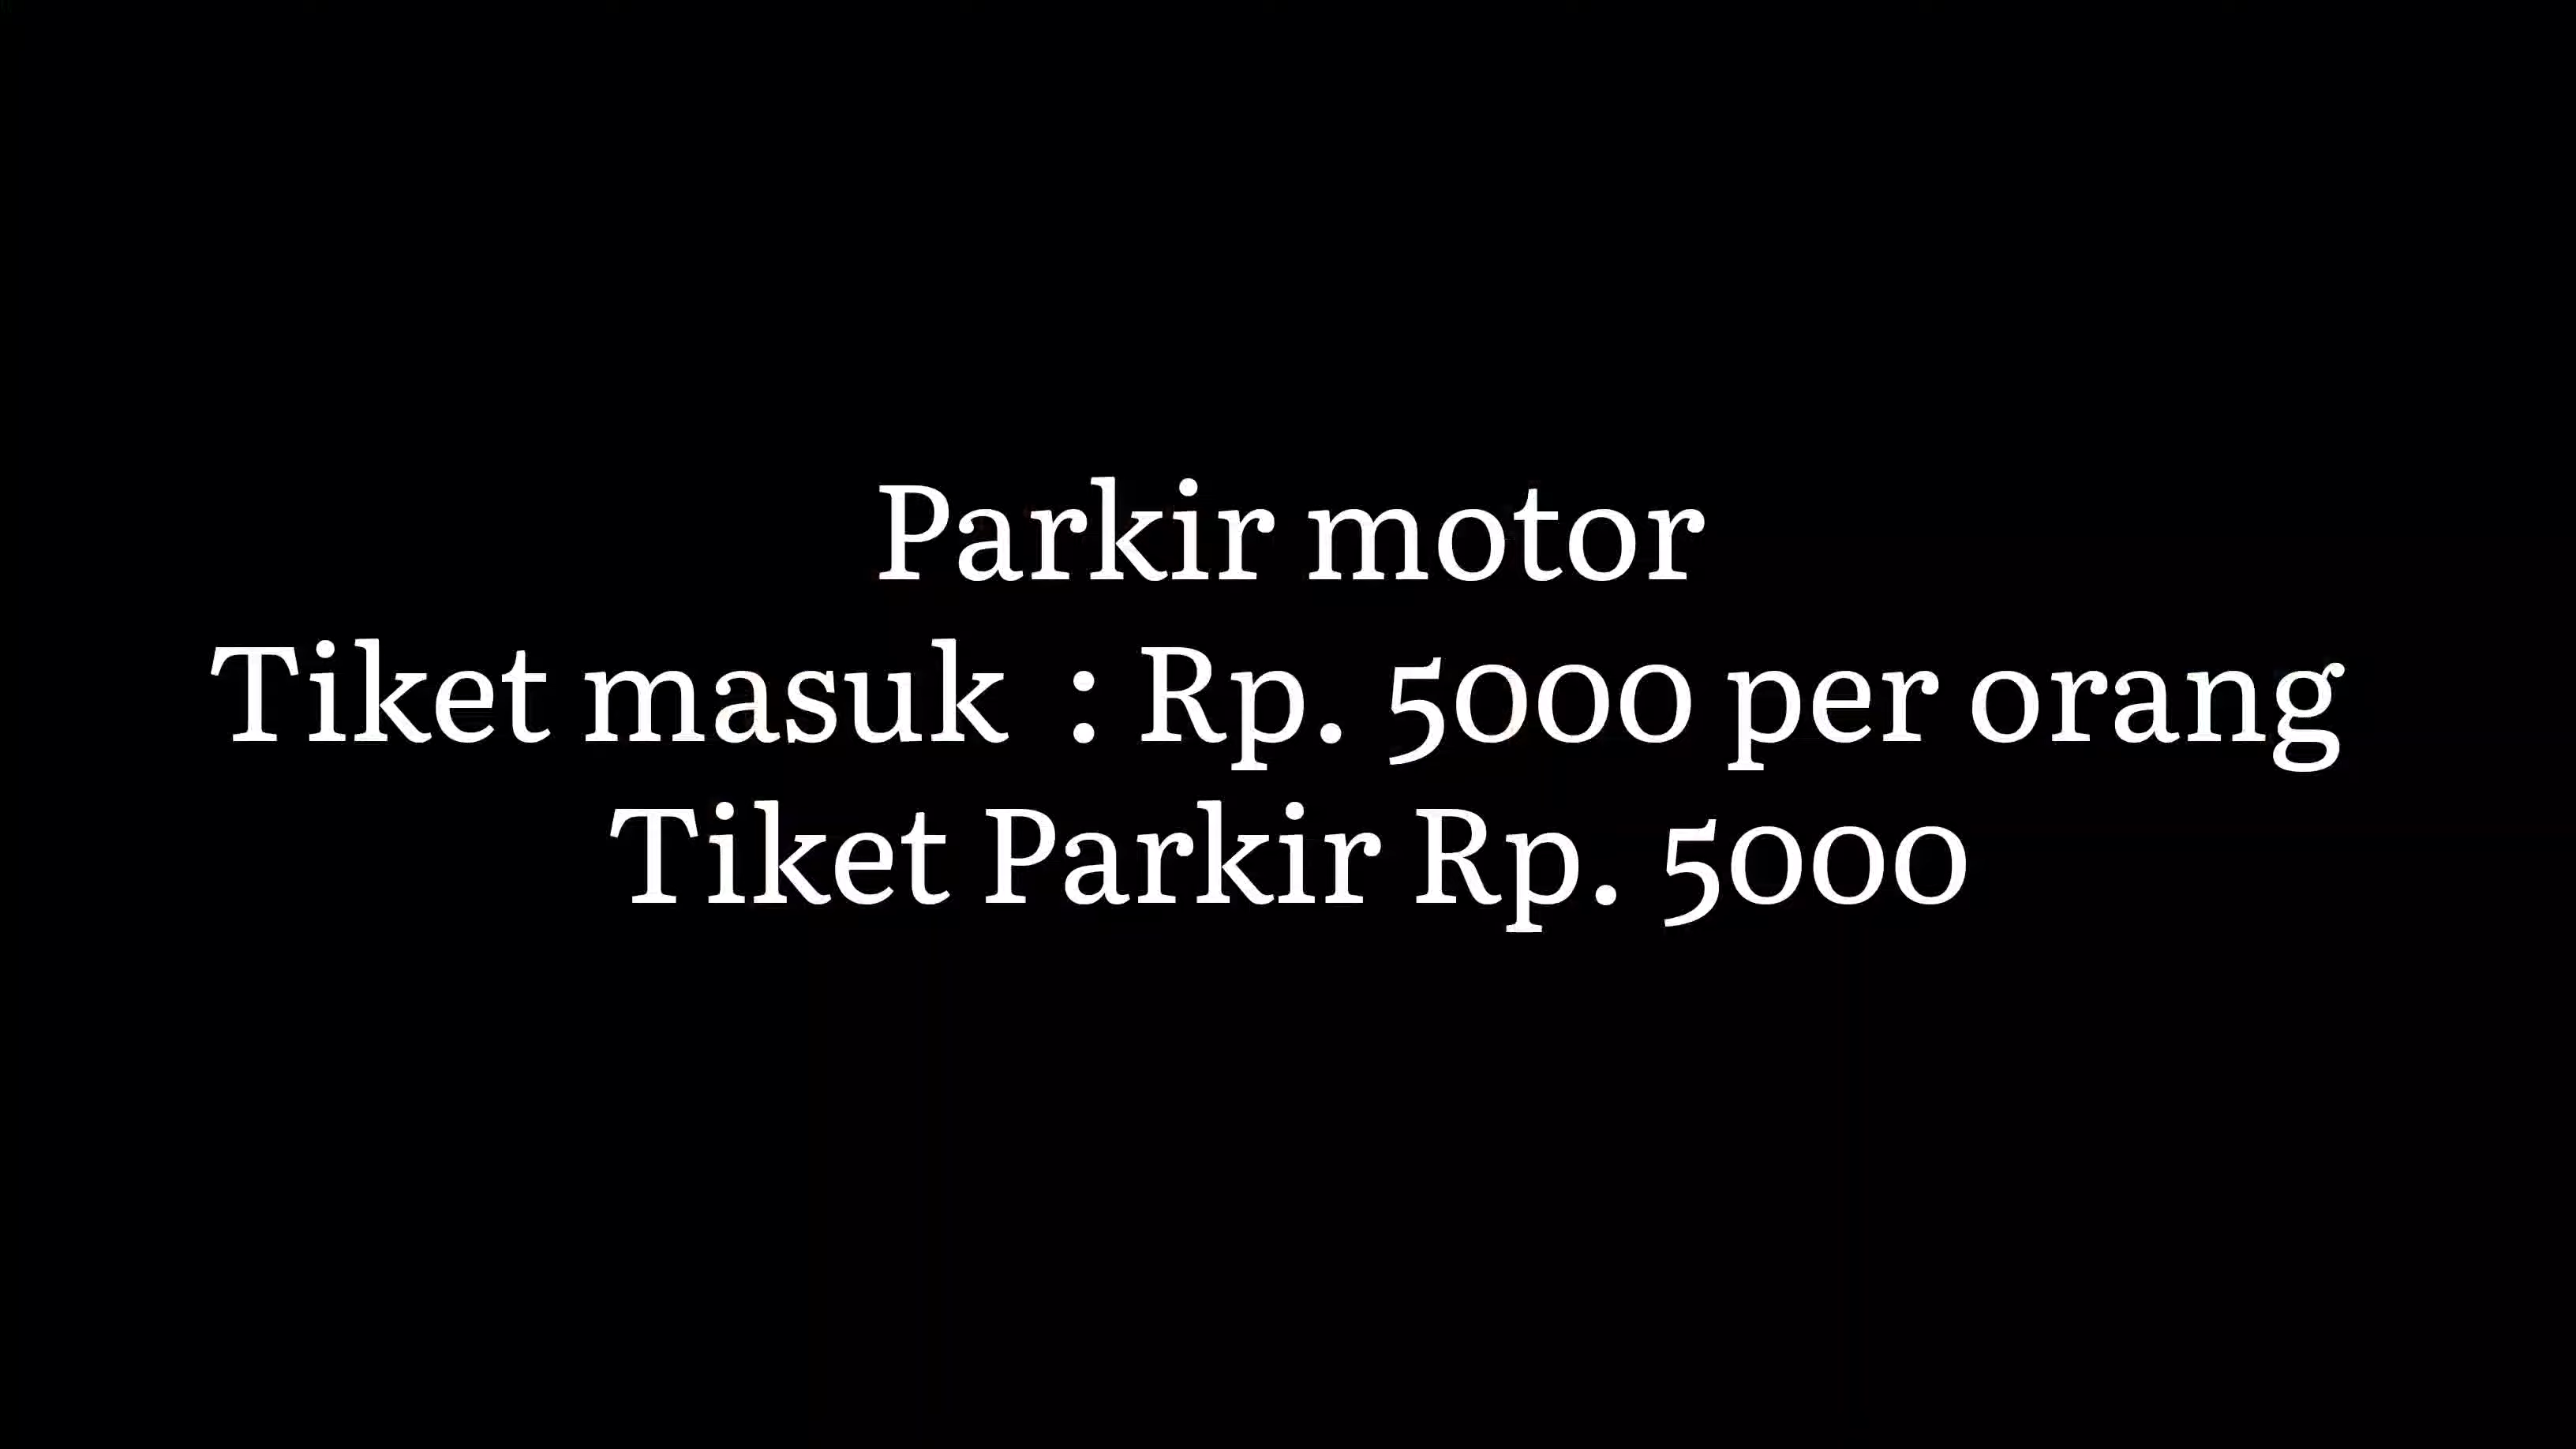 Parkir motor
Tiket masuk  : Rp. 5000 per orang
Tiket Parkir Rp. 5000